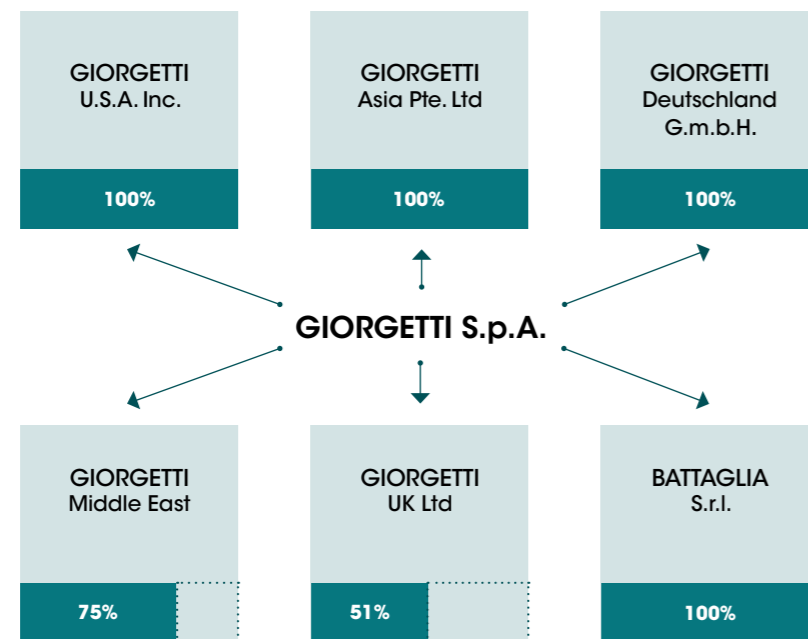 GIORGETTI
U.S.A. Inc.
100%
GIORGETTI
Asia Pte. Ltd
100%
GIORGETTI
Deutschland
G.m.b.H.
100%
GIORGETTI S.p.A.
GIORGETTI
Middle East
75%
GIORGETTI
UK Ltd
51%
BATTAGLIA
S.r.l.
100%